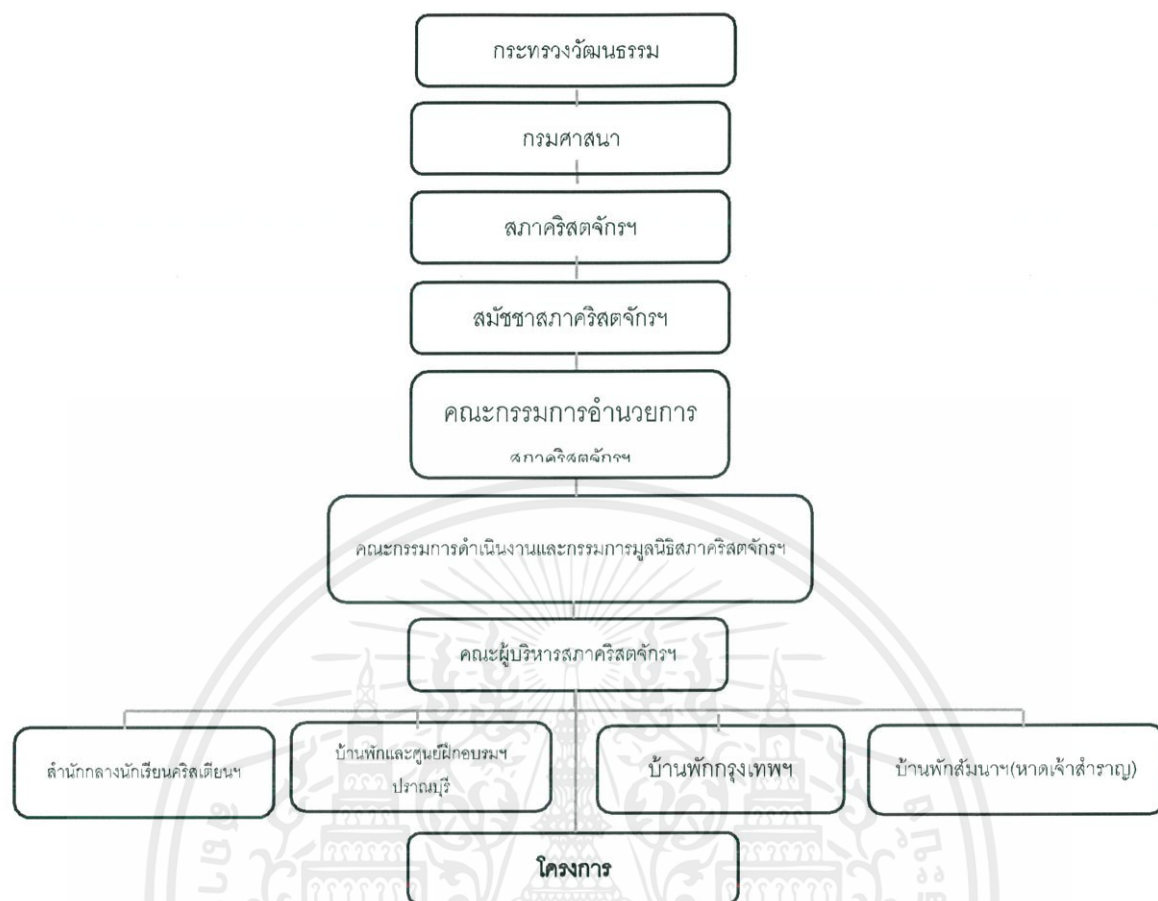 กระทรวงวัฒนธรรม
กรมศาสนา
สภาคริสตจักรฯ
สมัชชาสภาคริสตจักรฯ
คณะกรรมการอำนวยการ
สภาคริสตจักรฯ
คณะกรรมการดำเนินงานและกรรมการมูลนิธิสภาคริสตจักรฯ
คณะผู้บริหารสภาคริสตจักรฯ
สำนักกลางนักเรียนคริสเตียนฯ
บ้านพักและศูนย์ฝึกอบรมฯ
ปราณบุรี
บ้านพักกรุงเทพฯ
บ้านพักสัมนาฯ(หาดเจ้าสำราญ)
โครงการ